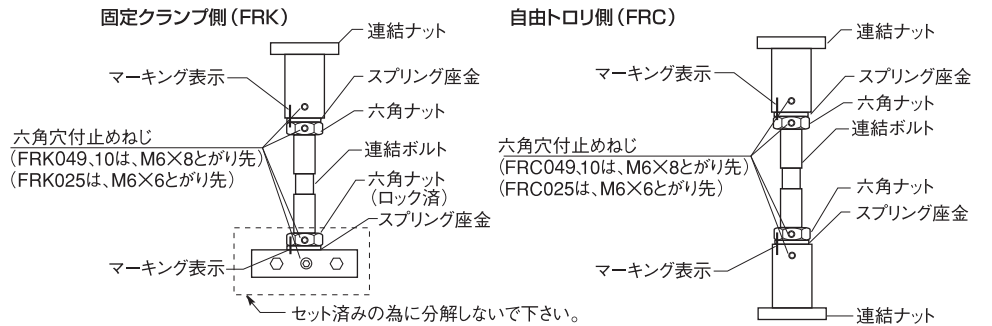 固定クランプ側(FRK)
連結ナット
マーキング表示
スプリング座金
六角ナット
六角穴付止めねじ
(FRK049、10は、M6×8とがり先)
(FRK025は、M6×6とがり先)
連結ボルト
六角ナット
(ロック済)
スプリング座金
マーキング表示
セット済みの為に分解しないで下さい。
自由トロリ側(FRC)
連結ナット
マーキング表示
スプリング座金
六角ナット
連結ボルト
六角穴付止めねじ
(FRC049、10は、M6×8とがり先)
(FRC025は、M6×6とがり先)
六角ナット
スプリング座金
マーキング表示
連結ナット